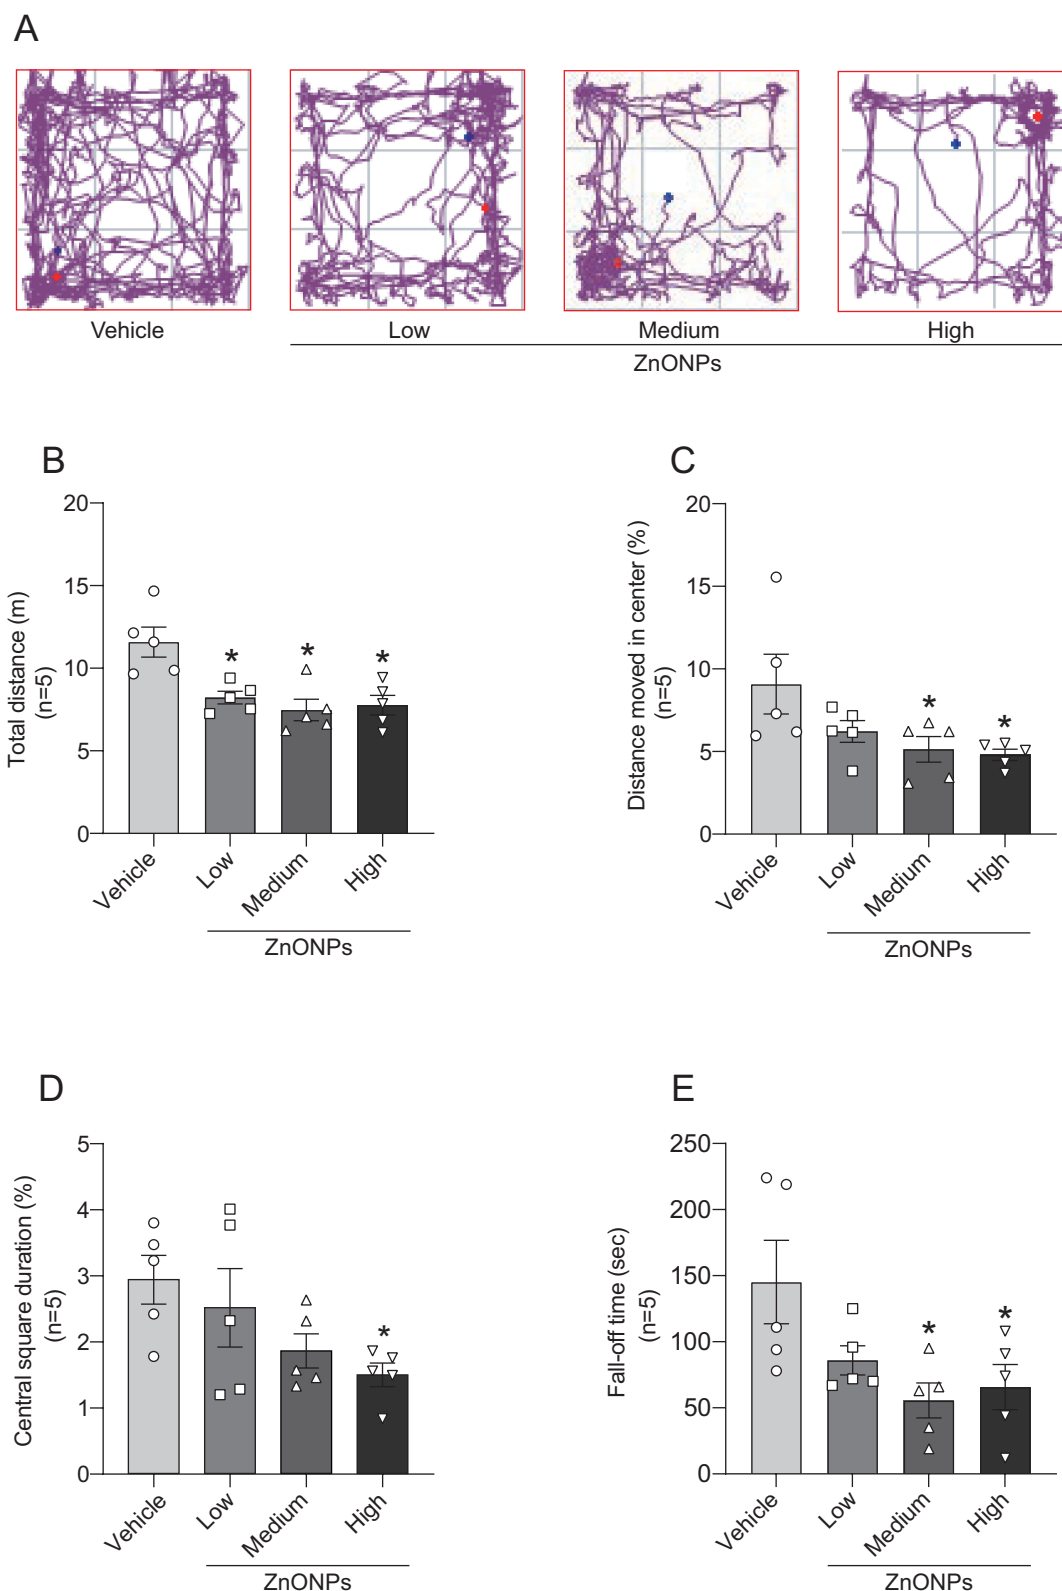 A
Vehicle
Low
Medium
High
ZnONPs
B
Total distance (m)
(n=5)
20
15
10
5
0
* * *
Vehicle
Low
Medium
High
ZnONPs
C
Distance moved in center (%)
(n=5)
20
15
10
5
0
* *
Vehicle
Low
Medium
High
ZnONPs
D
Central square duration (%)
(n=5)
5
4
3
2
1
0
*
Vehicle
Low
Medium
High
ZnONPs
E
Fall-off time (sec)
(n=5)
250
200
150
100
50
0
* *
Vehicle
Low
Medium
High
ZnONPs